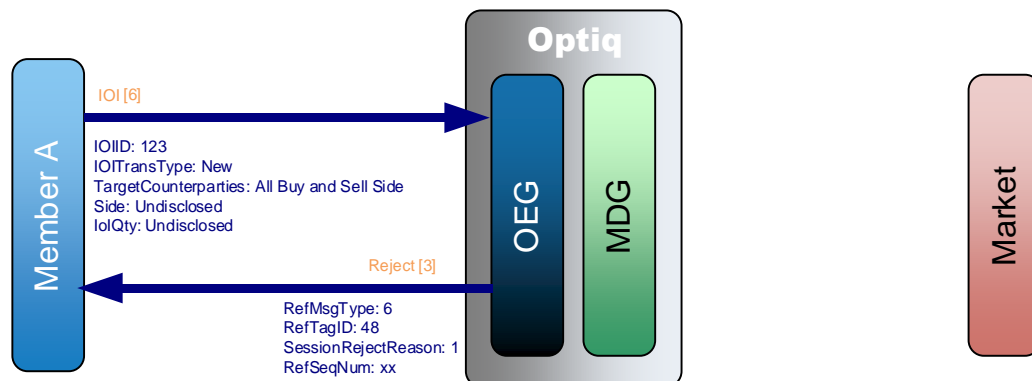 Optiq
Member A
IOI [6]
IOIID: 123
IOITransType: New
TargetCounterparties: All Buy and Sell Side
Side: Undisclosed
IoIQty: Undisclosed
OEG
MDG
Market
Reject [3]
RefMsgType: 6
RefTagID: 48
SessionRejectReason: 1
RefSeqNum: xx